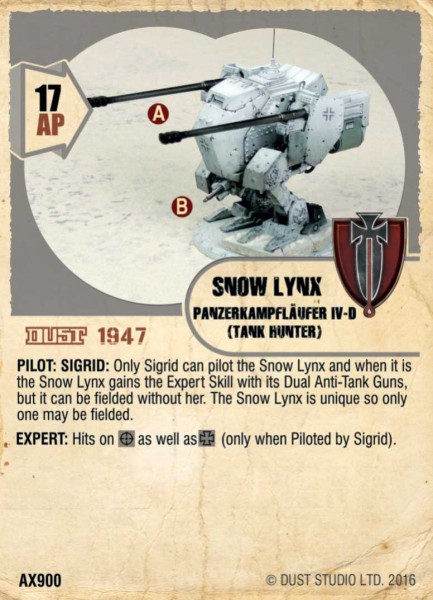 17
AP
A
B
SNOW LYNX
PANZERKAMPFLÄUFER IV-D
(TANK HUNTER)
DUST 1947
PILOT: SIGRID: Only Sigrid can pilot the Snow Lynx and when it is
the Snow Lynx gains the Expert Skill with its Dual Anti-Tank Guns,
but it can be fielded without her. The Snow Lynx is unique so only
one may be fielded.
EXPERT: Hits on as well as (only when Piloted by Sigrid).
AX900
© DUST STUDIO LTD. 2016